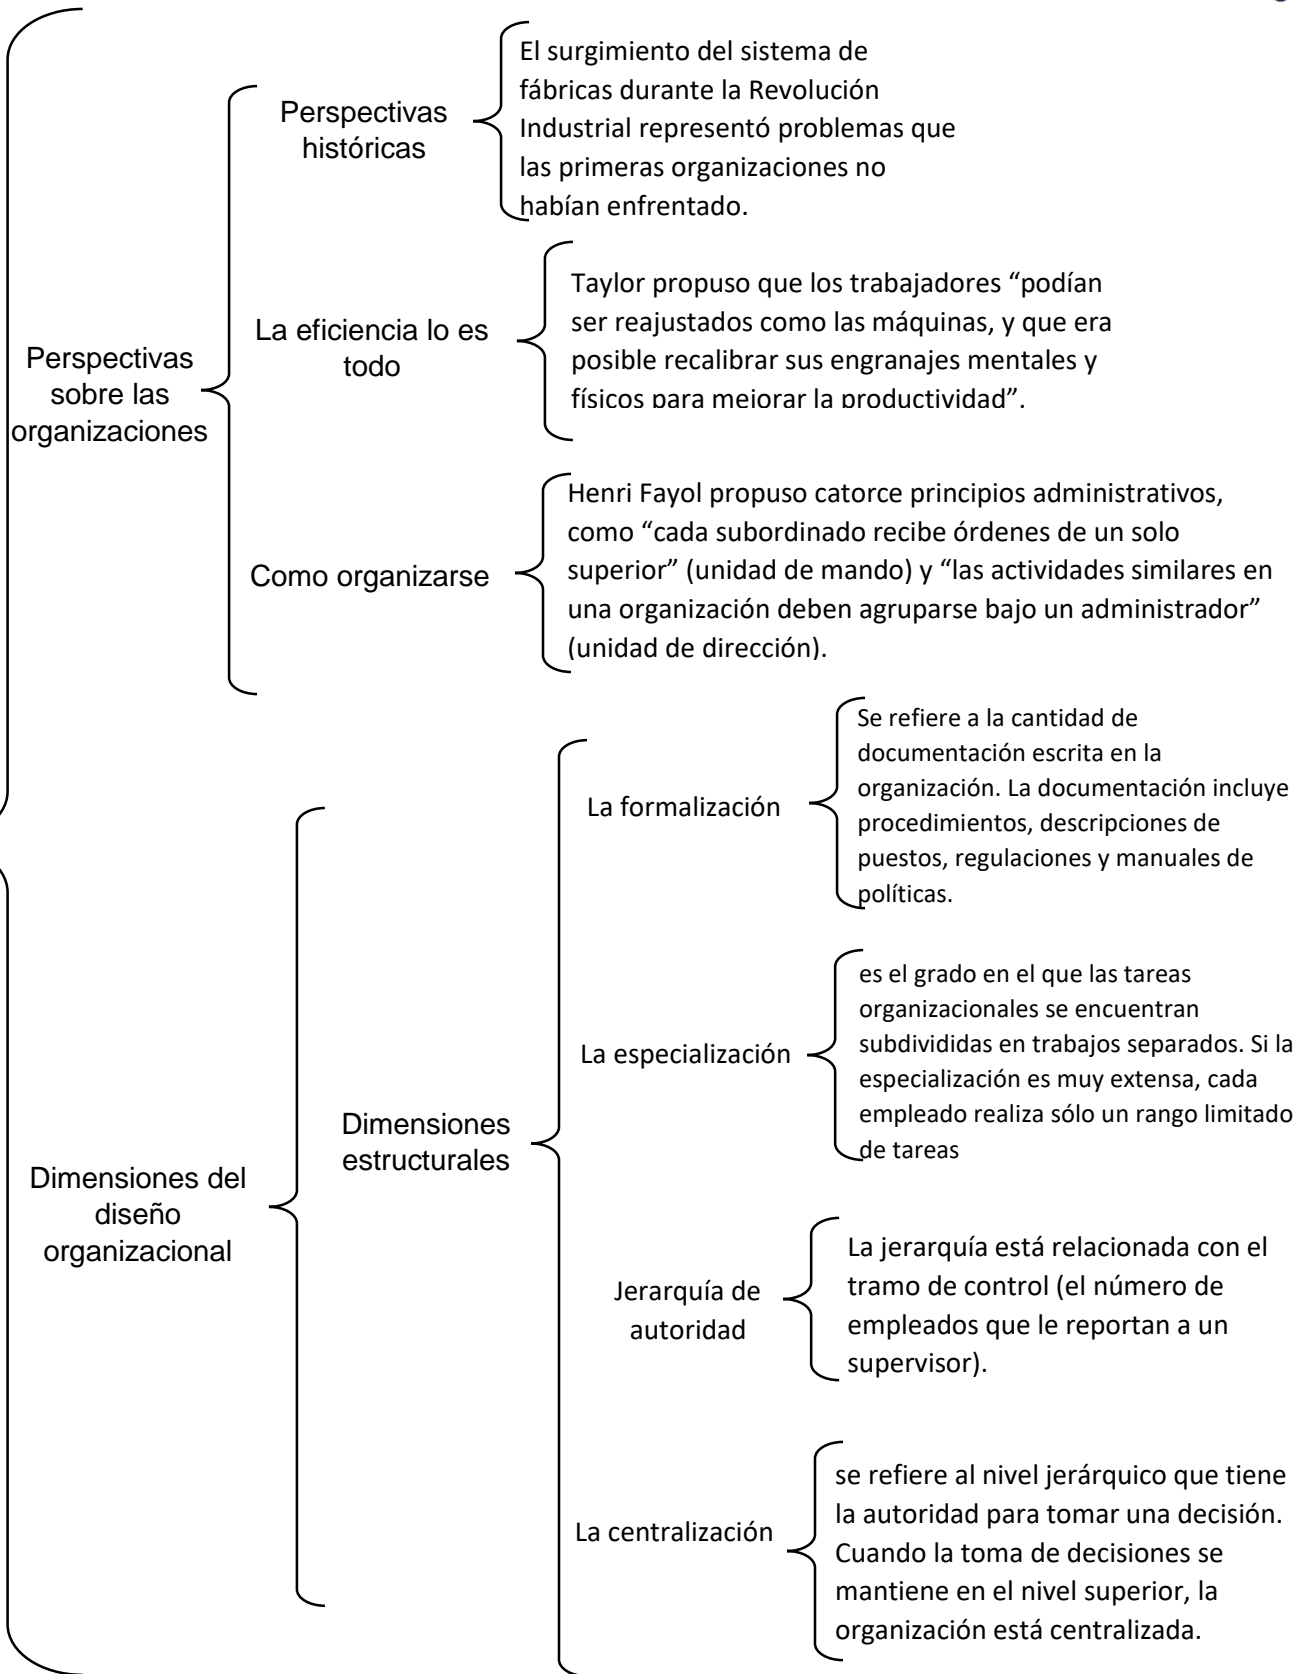 Perspectivas
sobre las
organizaciones
Perspectivas
históricas
El surgimiento del sistema de
fábricas durante la Revolución
Industrial representó problemas que
las primeras organizaciones no
habían enfrentado.
La eficiencia lo es
todo
Taylor propuso que los trabajadores “podían
ser reajustados como las máquinas, y que era
posible recalibrar sus engranajes mentales y
físicos para mejorar la productividad”.
Como organizarse
Henri Fayol propuso catorce principios administrativos,
como “cada subordinado recibe órdenes de un solo
superior” (unidad de mando) y “las actividades similares en
una organización deben agruparse bajo un administrador”
(unidad de dirección).
Dimensiones del
diseño
organizacional
Dimensiones
estructurales
La formalización
Se refiere a la cantidad de
documentación escrita en la
organización. La documentación incluye
procedimientos, descripciones de
puestos, regulaciones y manuales de
políticas.
La especialización
es el grado en el que las tareas
organizacionales se encuentran
subdivididas en trabajos separados. Si la
especialización es muy extensa, cada
empleado realiza sólo un rango limitado
de tareas
Jerarquía de
autoridad
La jerarquía está relacionada con el
tramo de control (el número de
empleados que le reportan a un
supervisor).
La centralización
se refiere al nivel jerárquico que tiene
la autoridad para tomar una decisión.
Cuando la toma de decisiones se
mantiene en el nivel superior, la
organización está centralizada.